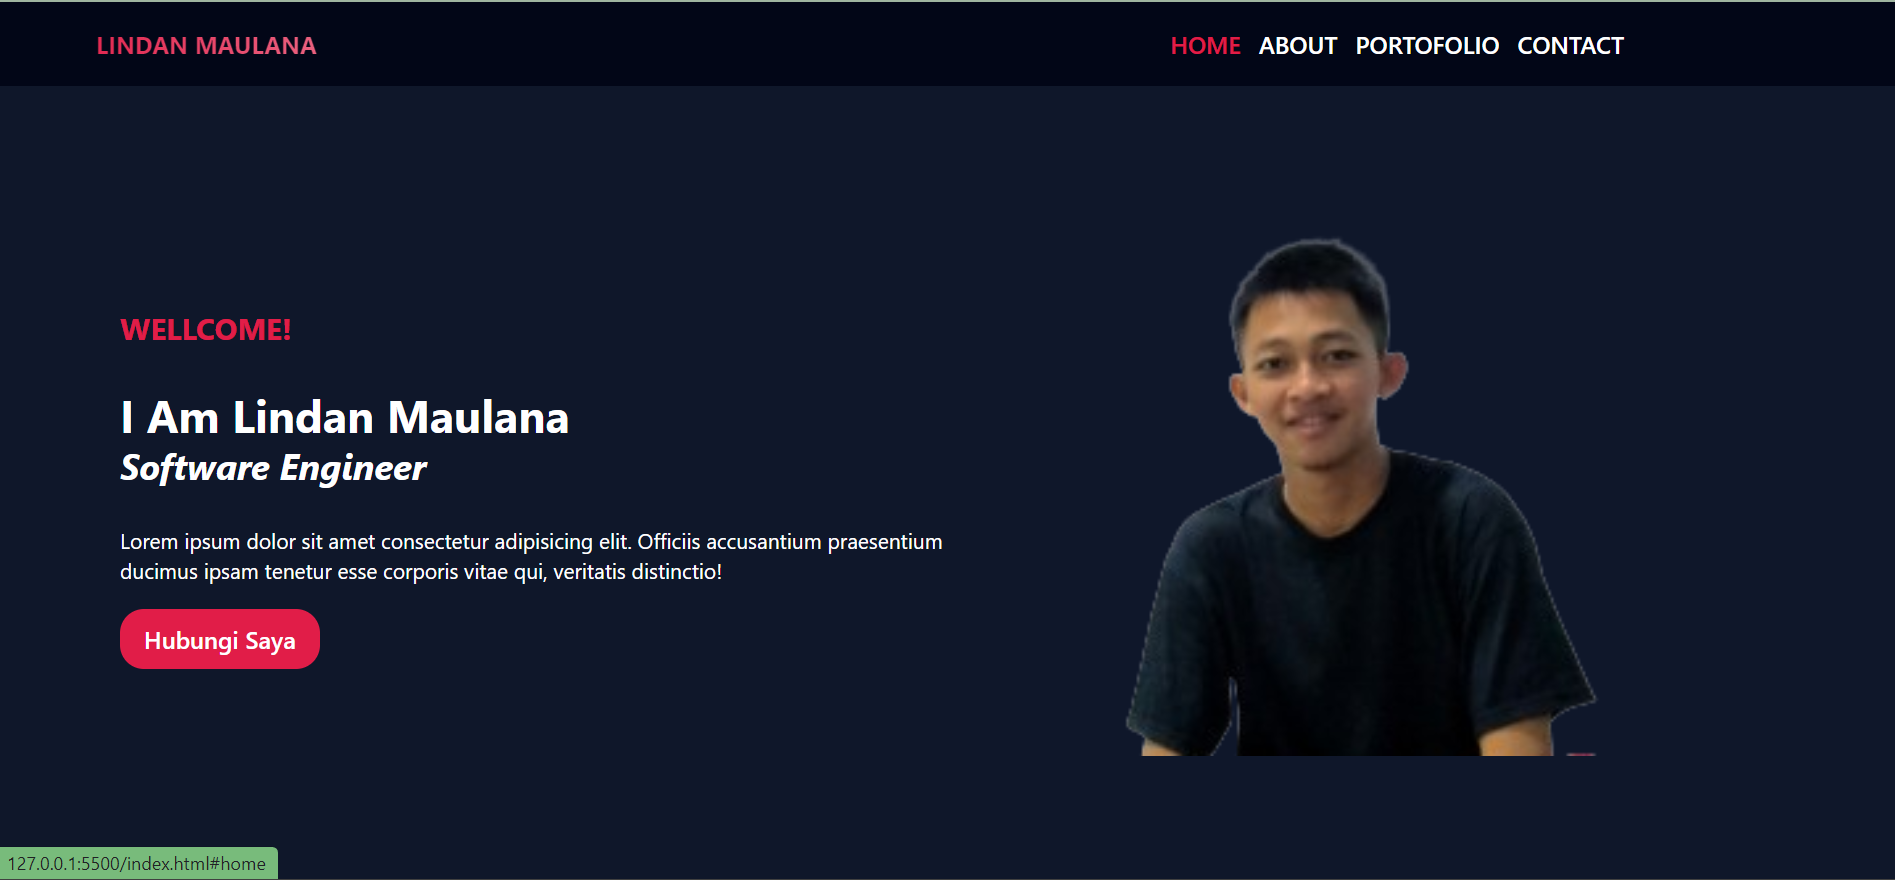 LINDAN MAULANA
HOME ABOUT PORTOFOLIO CONTACT
WELLCOME!
I Am Lindan Maulana
Software Engineer
Lorem ipsum dolor sit amet consectetur adipisicing elit. Officiis accusantium praesentium
ducimus ipsam tenetur esse corporis vitae qui, veritatis distinctio!
Hubungi Saya
127.0.0.1:5500/index.html#home